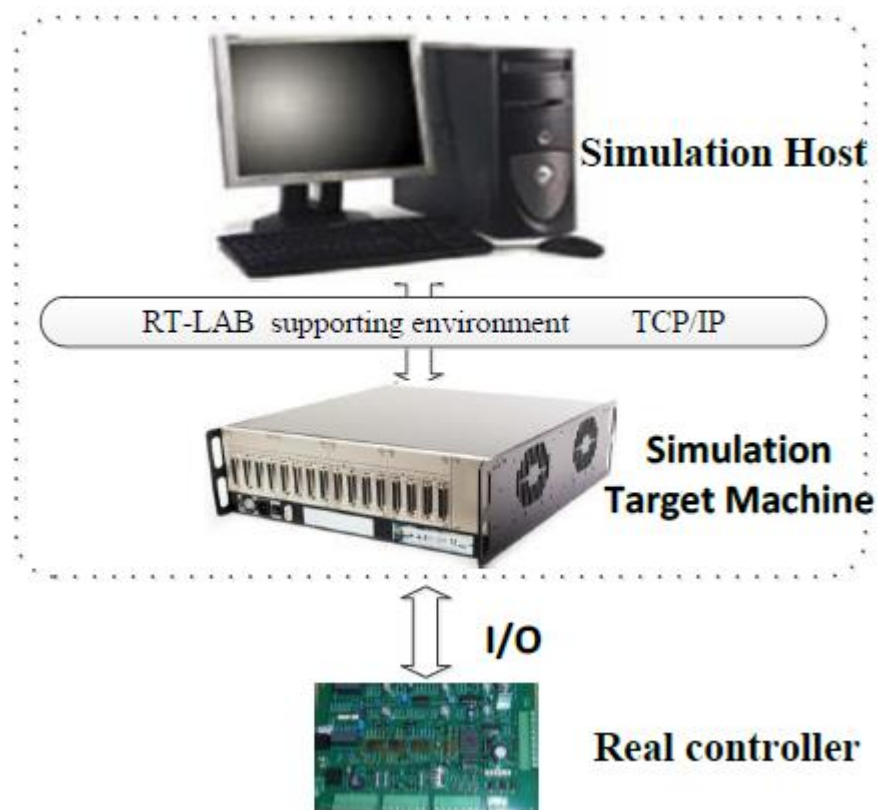 Simulation Host
RT-LAB supporting environment TCP/IP
Simulation
Target Machine
I/O
Real controller